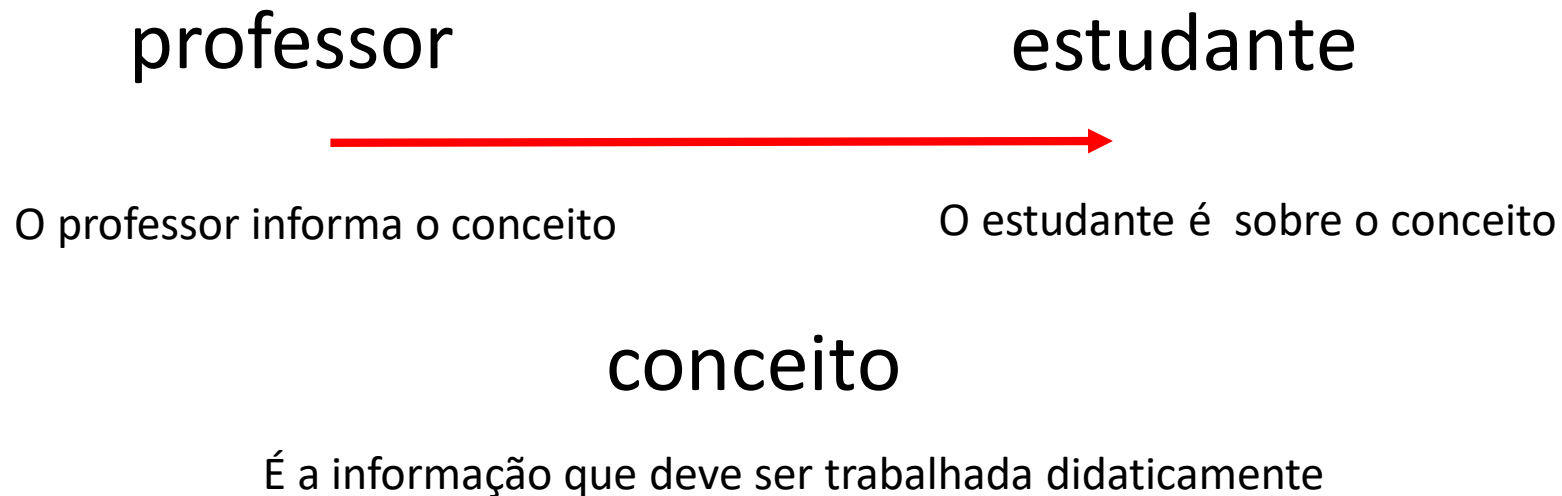 professor
estudante
O professor informa o conceito
O estudante é  sobre o conceito
conceito
É a informação que deve ser trabalhada didaticamente